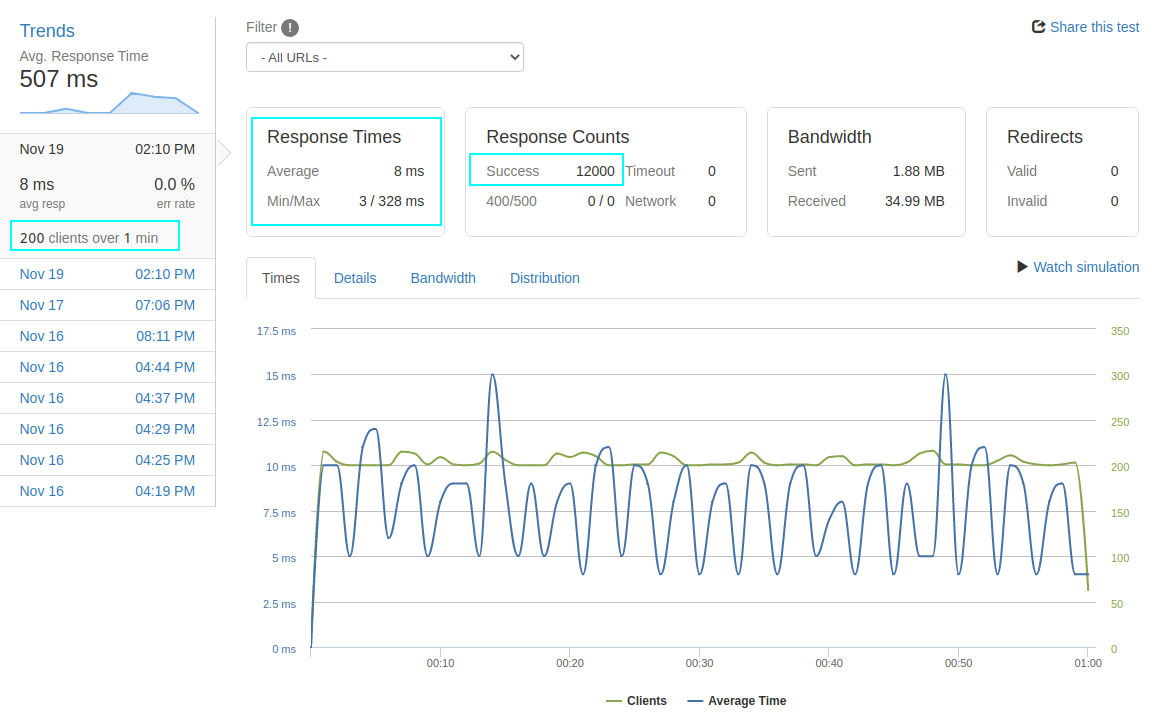 Trends
Avg. Response Time
507 ms
Nov 19 02:10 PM
8 ms 0.0 %
avg resp err rate
200 clients over 1 min
Nov 19 02:10 PM
Nov 17 07:06 PM
Nov 16 08:11 PM
Nov 16 04:44 PM
Nov 16 04:37 PM
Nov 16 04:29 PM
Nov 16 04:25 PM
Nov 16 04:19 PM
Filter !
Share this test
- All URLs -
Response Times
Average 8 ms
Min/Max 3 / 328 ms
Response Counts
Success 12000 Timeout 0
400/500 0 / 0 Network 0
Bandwidth
Sent 1.88 MB
Received 34.99 MB
Redirects
Valid 0
Invalid 0
Times Details Bandwidth Distribution
Watch simulation
17.5 ms 350
15 ms 300
12.5 ms 250
10 ms 200
7.5 ms 150
5 ms 100
2.5 ms 50
0 ms 0
00:10 00:20 00:30 00:40 00:50 01:00
Clients Average Time